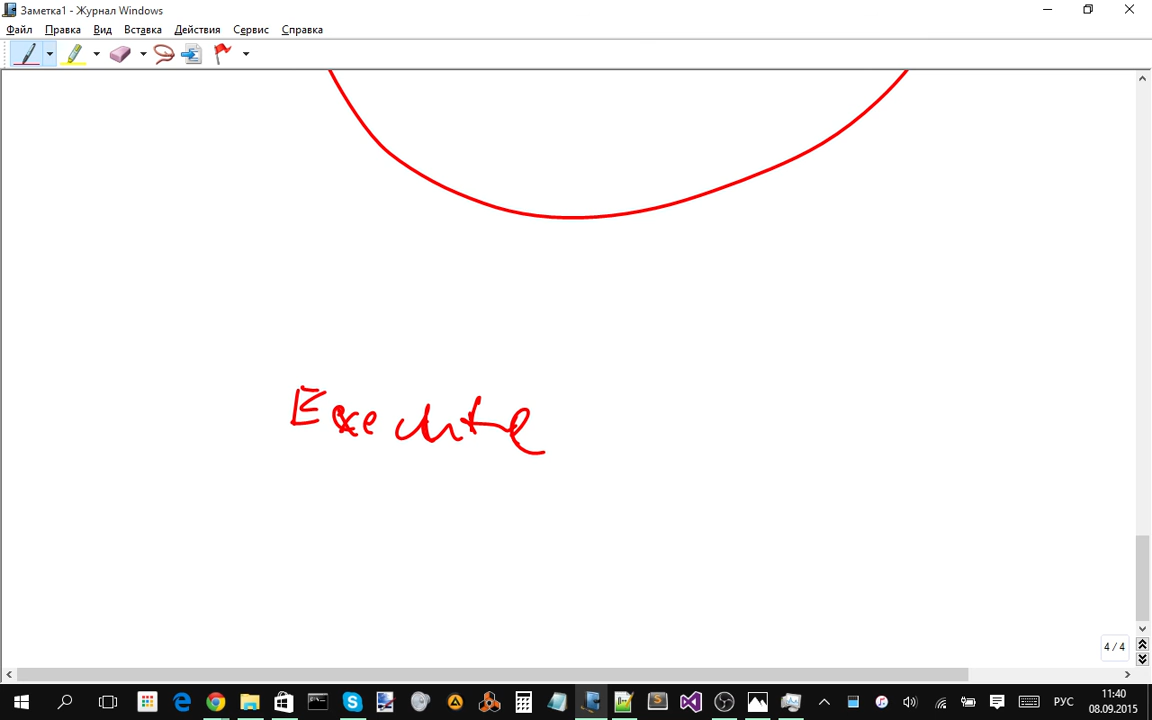 Заметка1 - Журнал Windows
Файл Правка Вид Вставка Действия Сервис Справка
Execute
4 / 4
РУС
11:40
08.09.2015